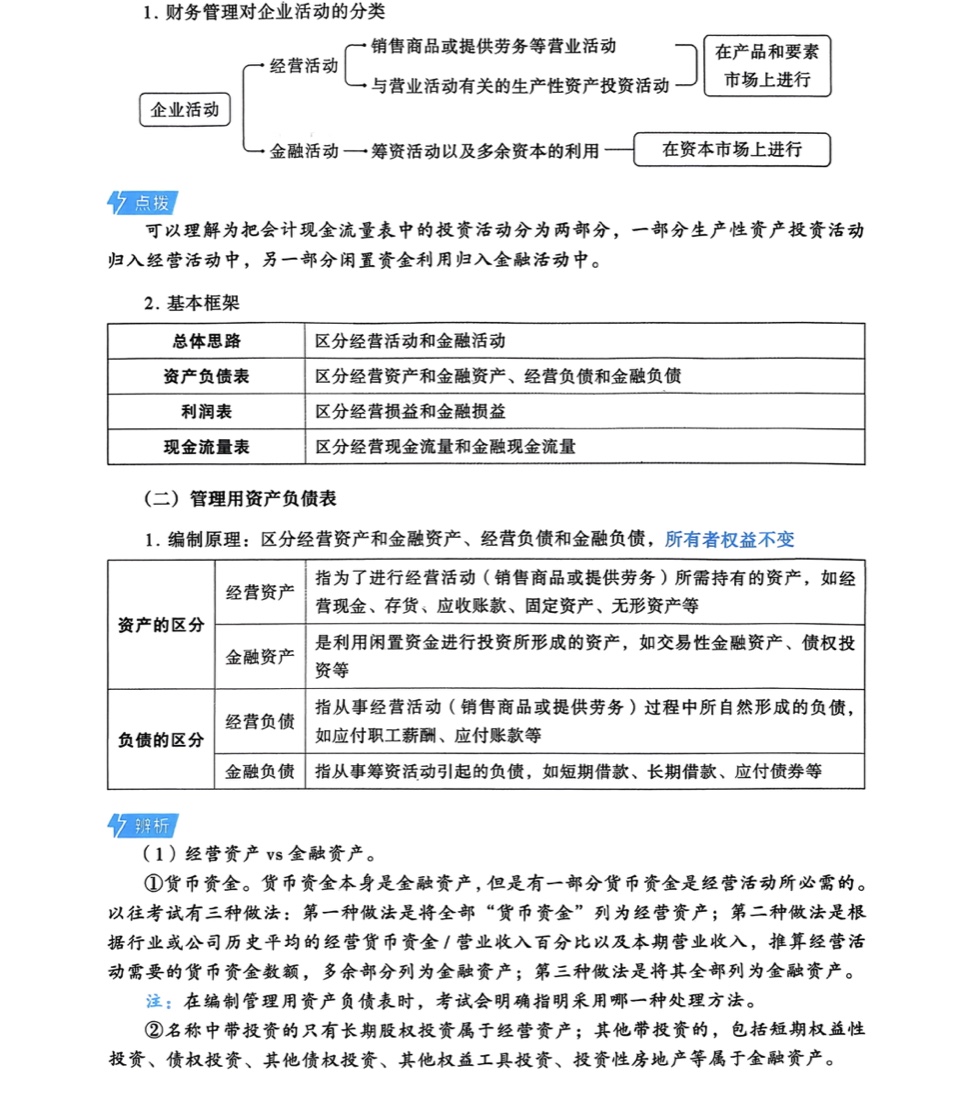 1. 财务管理对企业活动的分类
销售商品或提供劳务等营业活动
在产品和要素
经营活动
市场上进行
与营业活动有关的生产性资产投资活动
企业活动
金融活动
筹资活动以及多余资本的利用
在资本市场上进行
点拨
可以理解为把会计现金流量表中的投资活动分为两部分，一部分生产性资产投资活动
归入经营活动中，另一部分闲置资金利用归入金融活动中。
2. 基本框架
总体思路 区分经营活动和金融活动
资产负债表 区分经营资产和金融资产、经营负债和金融负债
利润表 区分经营损益和金融损益
现金流量表 区分经营现金流量和金融现金流量
（二）管理用资产负债表
1. 编制原理：区分经营资产和金融资产、经营负债和金融负债，所有者权益不变
资产的区分
经营资产
指为了进行经营活动（销售商品或提供劳务）所需持有的资产，如经
营现金、存货、应收账款、固定资产、无形资产等
金融资产
是利用闲置资金进行投资所形成的资产，如交易性金融资产、债权投
资等
负债的区分
经营负债
指从事经营活动（销售商品或提供劳务）过程中所自然形成的负债，
如应付职工薪酬、应付账款等
金融负债 指从事筹资活动引起的负债，如短期借款、长期借款、应付债券等
辨析
（1）经营资产 vs 金融资产。
①货币资金。货币资金本身是金融资产，但是有一部分货币资金是经营活动所必需的。
以往考试有三种做法：第一种做法是将全部“货币资金”列为经营资产；第二种做法是根
据行业或公司历史平均的经营货币资金/营业收入百分比以及本期营业收入，推算经营活
动需要的货币资金数额，多余部分列为金融资产；第三种做法是将其全部列为金融资产。
注：在编制管理用资产负债表时，考试会明确指明采用哪一种处理方法。
②名称中带投资的只有长期股权投资属于经营资产；其他带投资的，包括短期权益性
投资、债权投资、其他债权投资、其他权益工具投资、投资性房地产等属于金融资产。